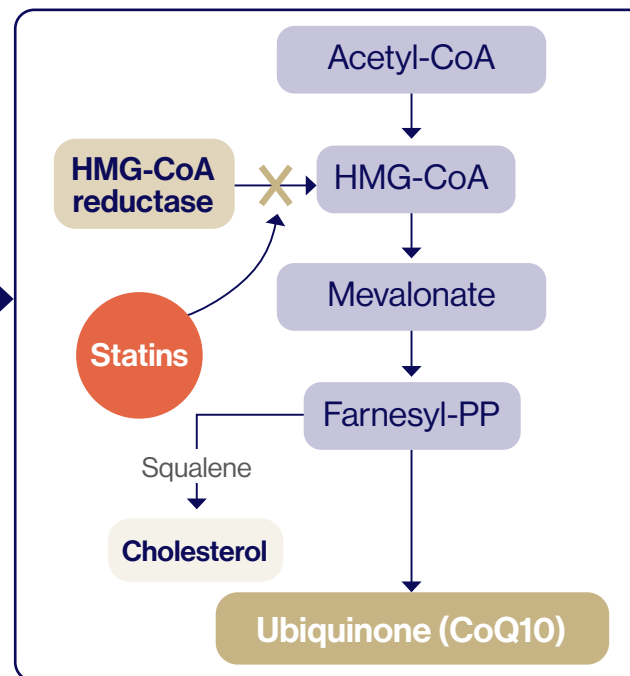 Acetyl-CoA
HMG-CoA
reductase
HMG-CoA
Mevalonate
Statins
Farnesyl-PP
Squalene
Cholesterol
Ubiquinone (CoQ10)